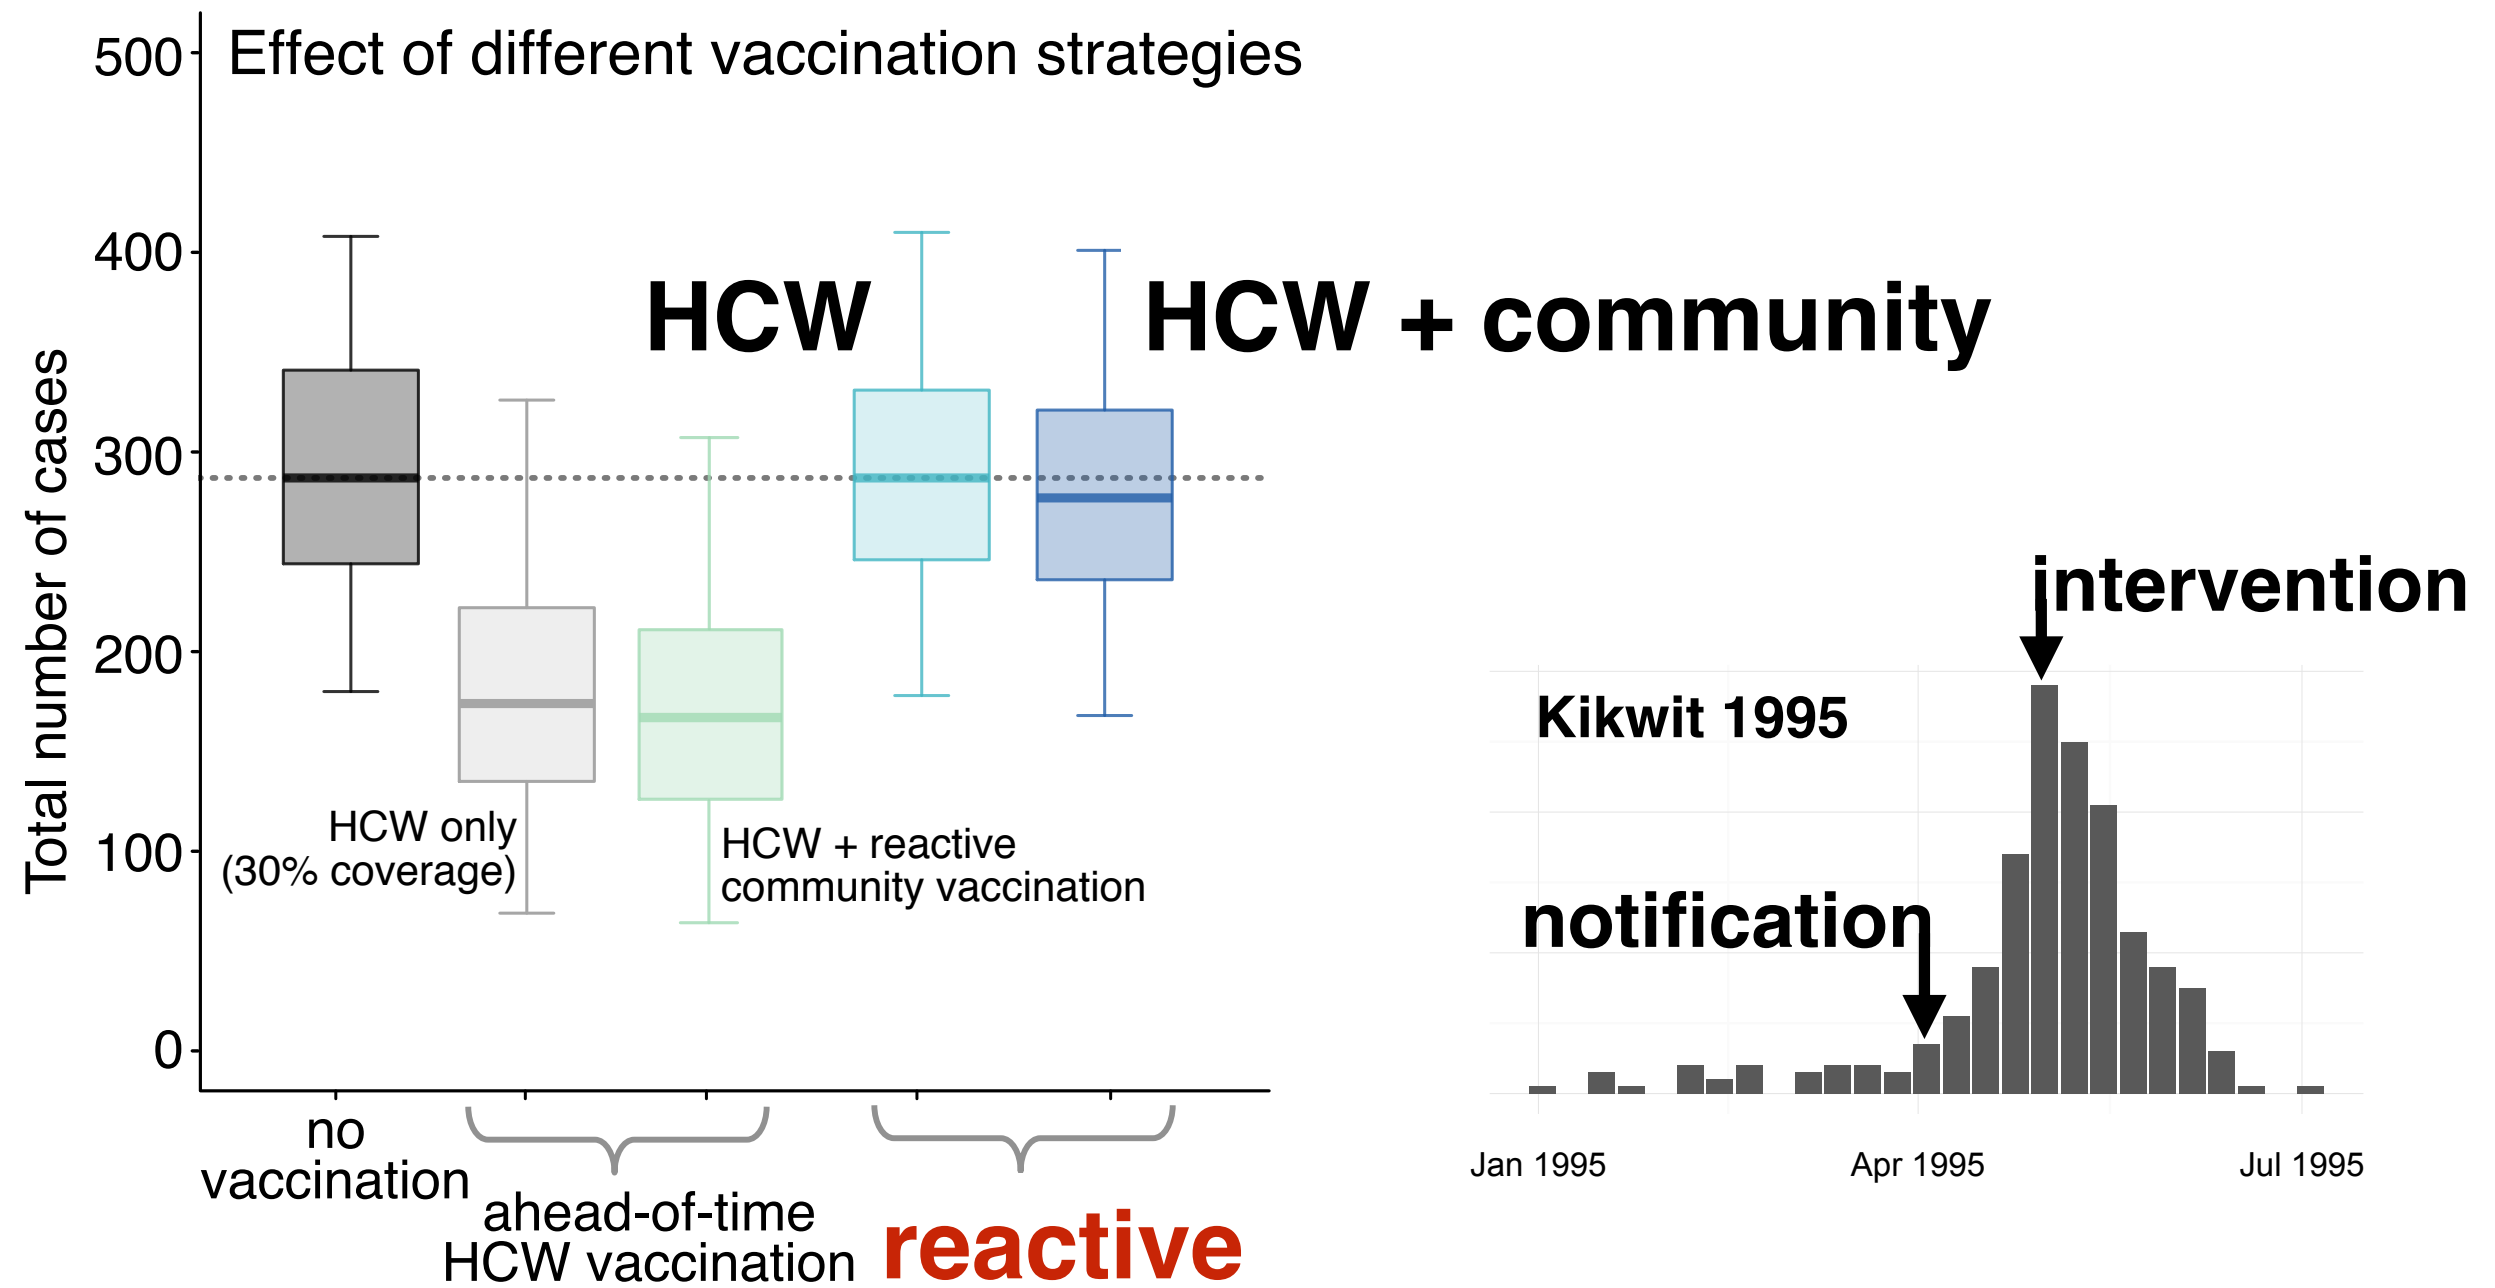 Effect of different vaccination strategies
Total number of cases
500
400
300
200
100
0
HCW
HCW + community
HCW only
(30% coverage)
HCW + reactive
community vaccination
no
vaccination
ahead-of-time
HCW vaccination
reactive
intervention
Kikwit 1995
notification
Jan 1995
Apr 1995
Jul 1995